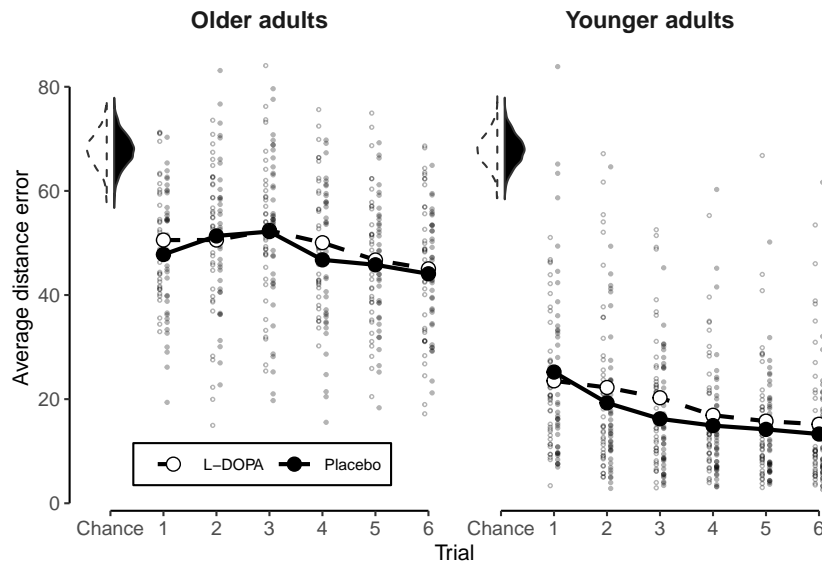 Older adults
Younger adults
Average distance error
80
60
40
20
0
L-DOPA
Placebo
Chance 1 2 3 4 5 6
Chance 1 2 3 4 5 6
Trial